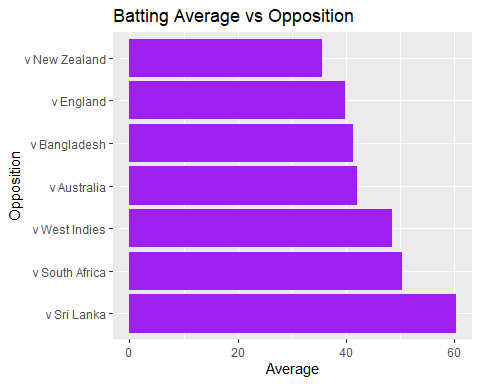 Batting Average vs Opposition
Opposition
v New Zealand
v England
v Bangladesh
v Australia
v West Indies
v South Africa
v Sri Lanka
0 20 40 60
Average